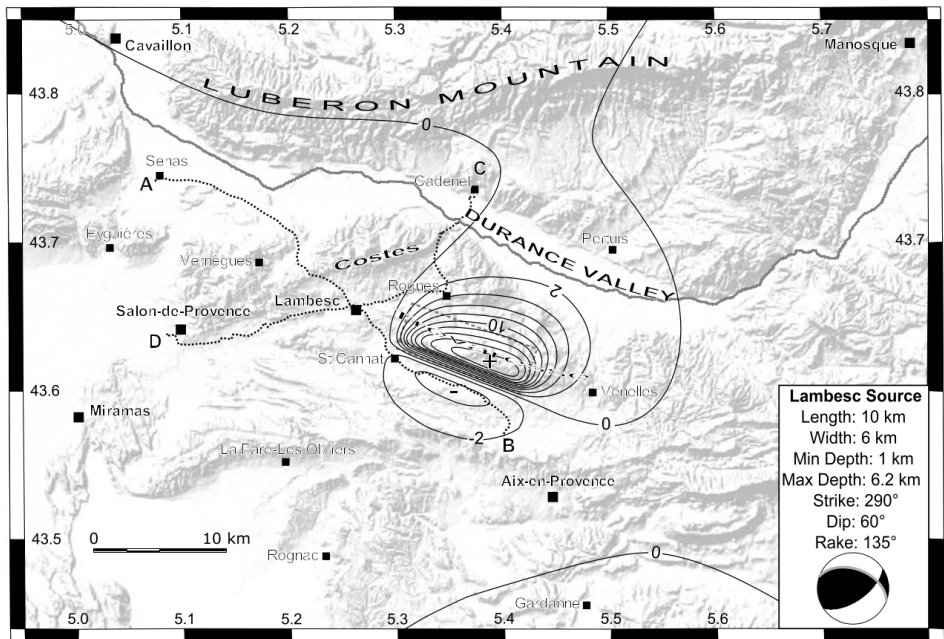 5.0 5.1 5.2 5.3 5.4 5.5 5.6 5.7
Cavaillon
Manosque
LUBERON MOUNTAIN
43.8 43.8
0
Senas
A
C
Cadenet
DURANCE VALLEY
43.7 43.7
Eyguières
Vernègues
Costes
Pertuis
Rognes
2
Lambesc
Salon-de-Provence
10
D
St Cannat
+
43.6
Venelles
-
Miramas
-2
B
0
La Fare-Les Oliviers
Aix-en-Provence
Lambesc Source
Length: 10 km
Width: 6 km
Min Depth: 1 km
Max Depth: 6.2 km
Strike: 290°
Dip: 60°
Rake: 135°
43.5
0 10 km
Rognac
0
Gardanne
5.0 5.1 5.2 5.3 5.4 5.5 5.6